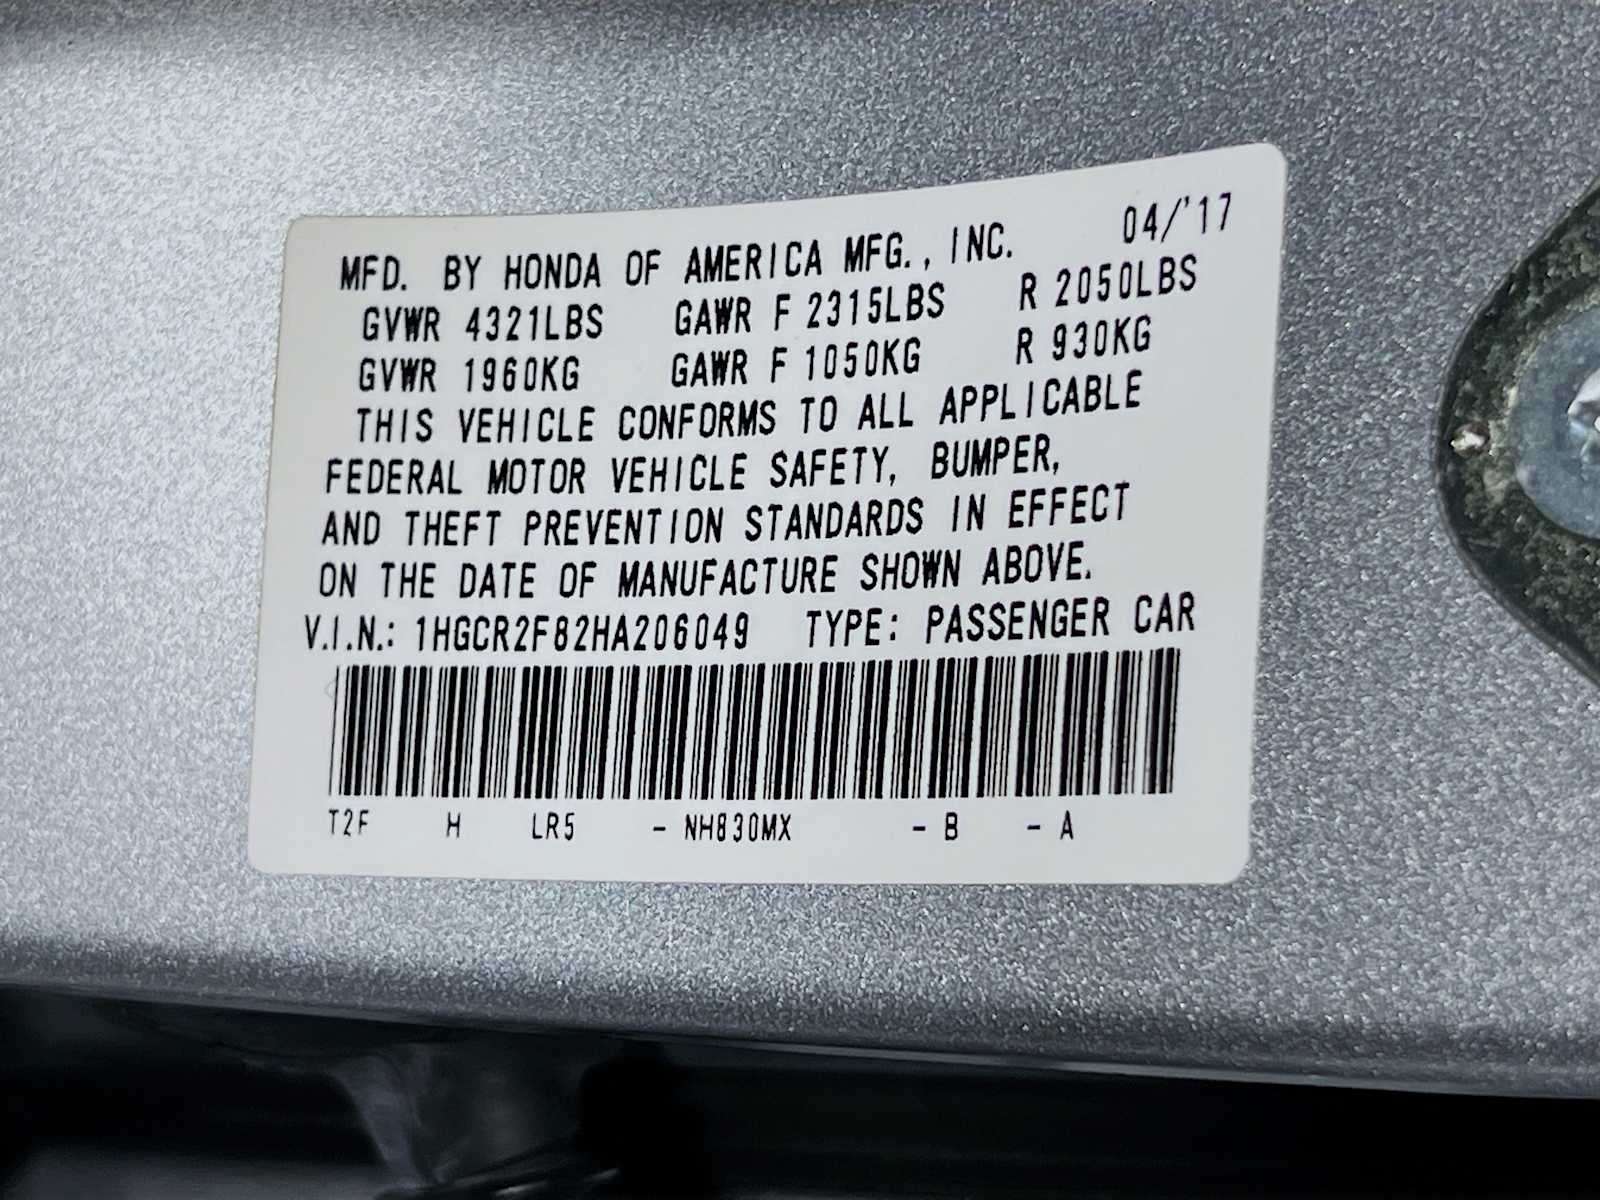 MFD. BY HONDA OF AMERICA MFG., INC. 04/'17
GVWR 4321LBS GAWR F 2315LBS R 2050LBS
GVWR 1960KG GAWR F 1050KG R 930KG
THIS VEHICLE CONFORMS TO ALL APPLICABLE
FEDERAL MOTOR VEHICLE SAFETY, BUMPER,
AND THEFT PREVENTION STANDARDS IN EFFECT
ON THE DATE OF MANUFACTURE SHOWN ABOVE.
V.I.N.: 1HGCR2F82HA206049 TYPE: PASSENGER CAR
T2F H LR5 - NH830MX - B - A